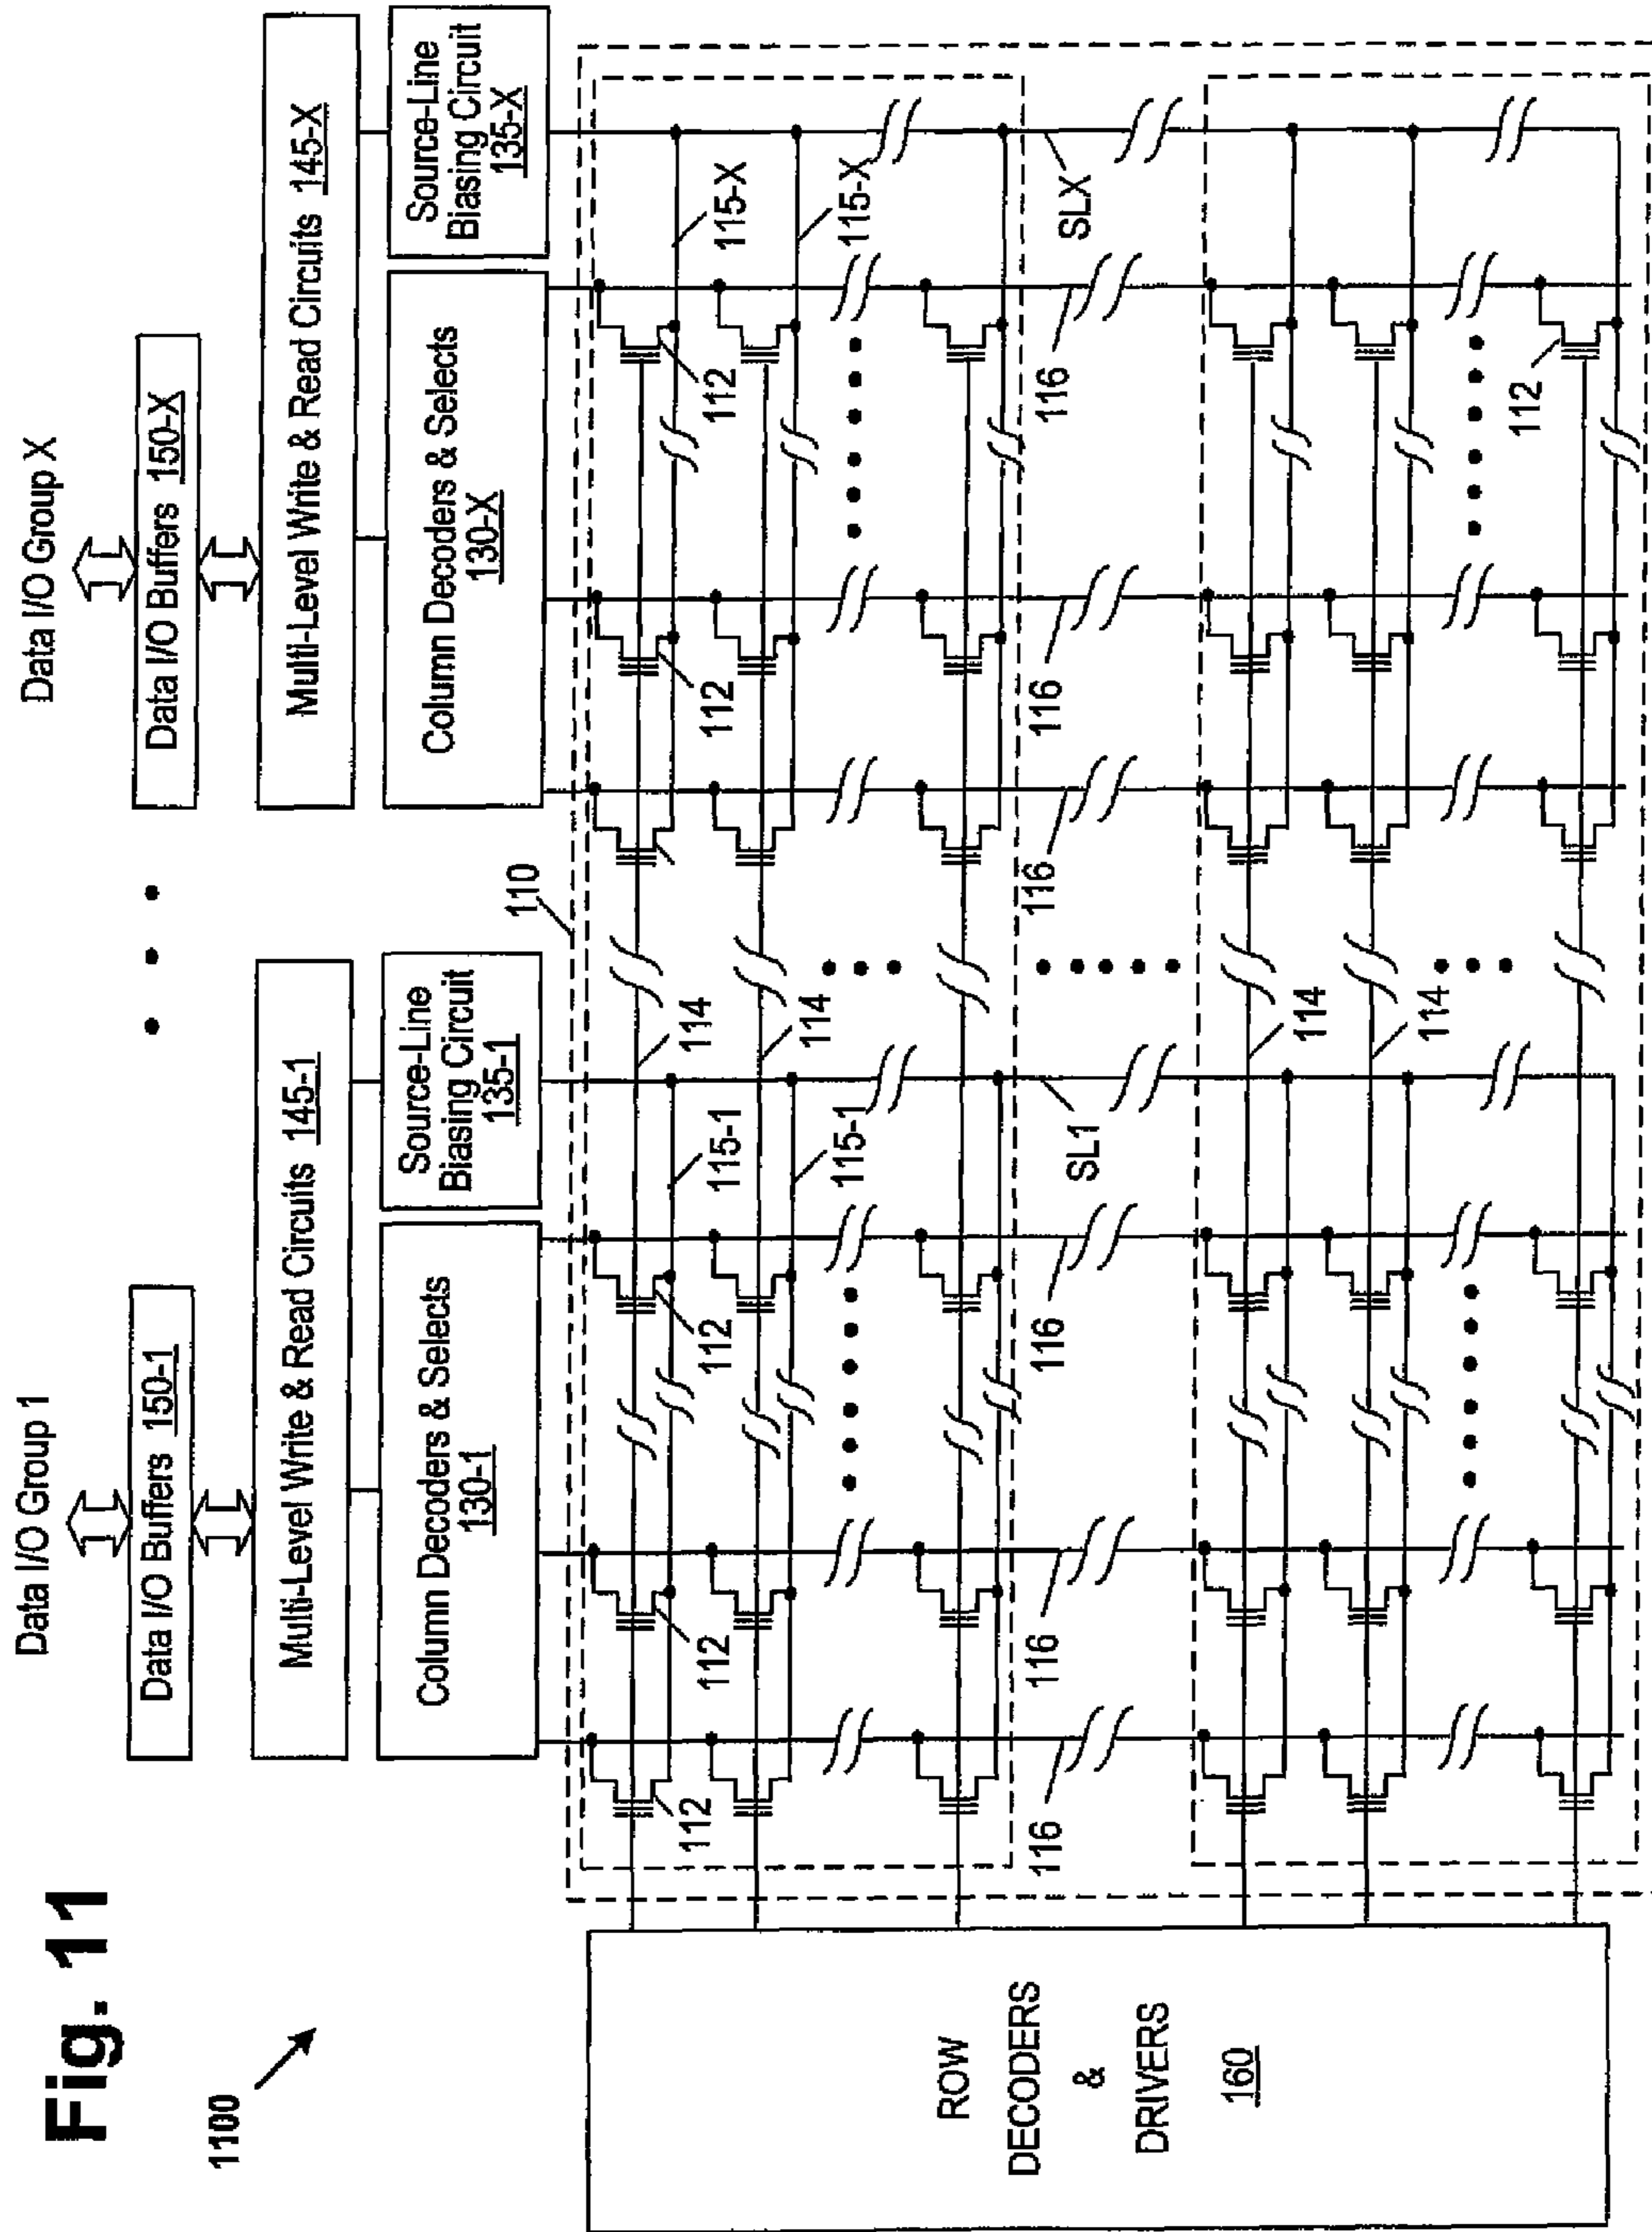 Fig. 11
1100
Data I/O Group 1
Data I/O Group X
Data I/O Buffers 150-1
Data I/O Buffers 150-X
Multi-Level Write & Read Circuits 145-1
Multi-Level Write & Read Circuits 145-X
Column Decoders & Selects
130-1
Source-Line
Biasing Circuit
135-1
Column Decoders & Selects
130-X
Source-Line
Biasing Circuit
135-X
110
112
112
112
114
115-1
112
112
115-X
114
115-1
115-X
116
116
116
SL1
116
116
116
SLX
114
114
112
ROW
DECODERS
&
DRIVERS
160